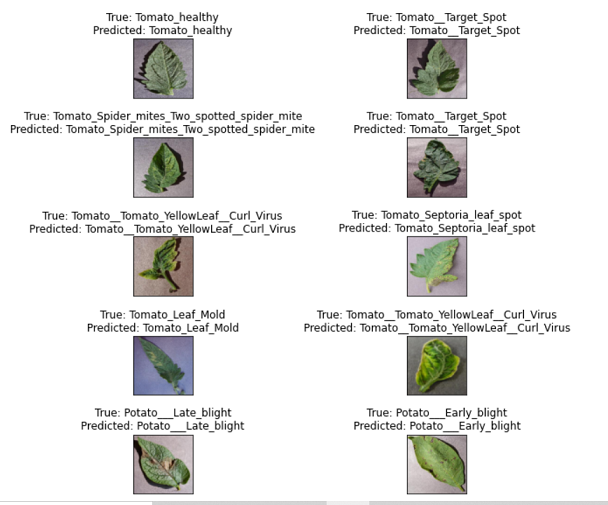 True: Tomato_healthy
Predicted: Tomato_healthy
True: Tomato__Target_Spot
Predicted: Tomato__Target_Spot
True: Tomato_Spider_mites_Two_spotted_spider_mite
Predicted: Tomato_Spider_mites_Two_spotted_spider_mite
True: Tomato__Target_Spot
Predicted: Tomato__Target_Spot
True: Tomato__Tomato_YellowLeaf__Curl_Virus
Predicted: Tomato__Tomato_YellowLeaf__Curl_Virus
True: Tomato_Septoria_leaf_spot
Predicted: Tomato_Septoria_leaf_spot
True: Tomato_Leaf_Mold
Predicted: Tomato_Leaf_Mold
True: Tomato__Tomato_YellowLeaf__Curl_Virus
Predicted: Tomato__Tomato_YellowLeaf__Curl_Virus
True: Potato___Late_blight
Predicted: Potato___Late_blight
True: Potato___Early_blight
Predicted: Potato___Early_blight